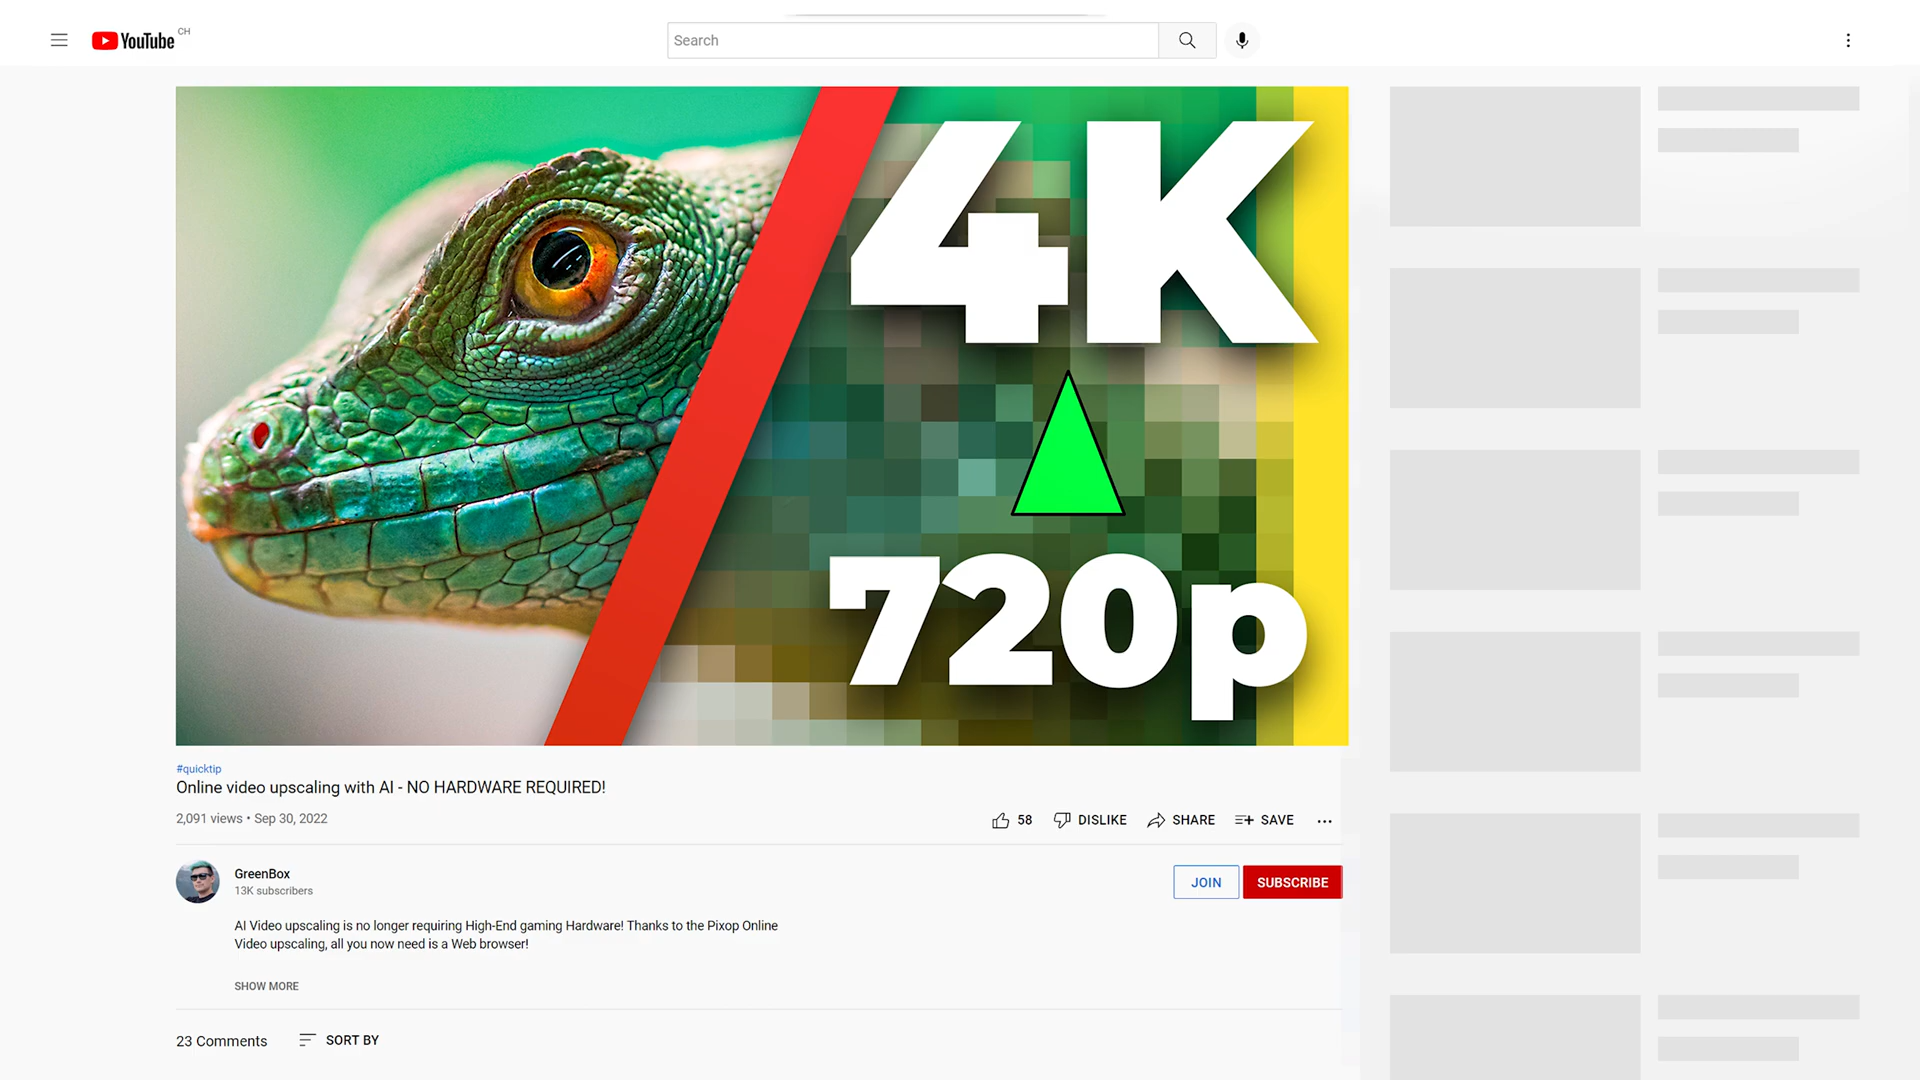 YouTube CH
Search
4K
720p
#quicktip
Online video upscaling with AI - NO HARDWARE REQUIRED!
2,091 views • Sep 30, 2022
58 DISLIKE SHARE SAVE ...
GreenBox
13K subscribers
JOIN SUBSCRIBE
AI Video upscaling is no longer requiring High-End gaming Hardware! Thanks to the Pixop Online
Video upscaling, all you now need is a Web browser!
SHOW MORE
23 Comments SORT BY